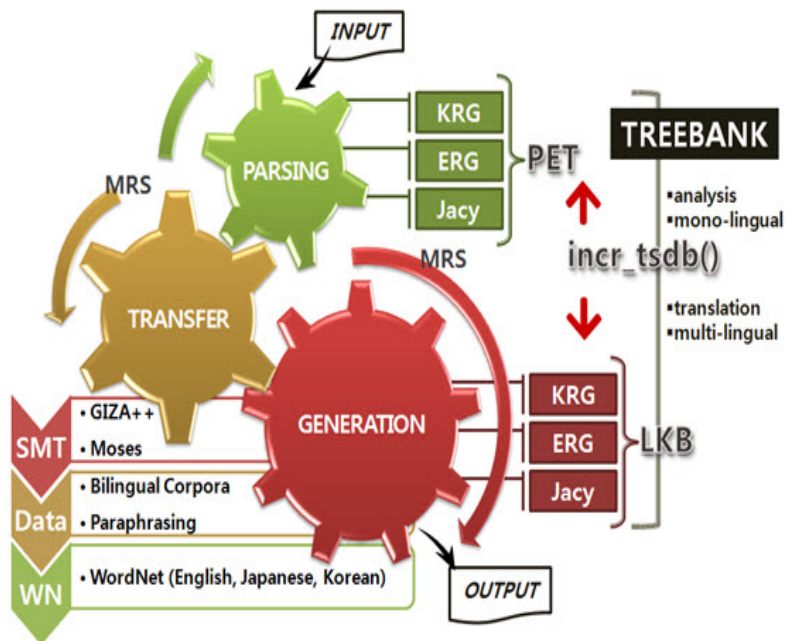 INPUT
KRG
ERG
Jacy
PET
TREEBANK
PARSING
MRS
▪analysis
▪mono-lingual
incr_tsdb()
▪translation
▪multi-lingual
MRS
TRANSFER
GENERATION
KRG
ERG
Jacy
LKB
SMT
• GIZA++
• Moses
Data
• Bilingual Corpora
• Paraphrasing
WN
• WordNet (English, Japanese, Korean)
OUTPUT